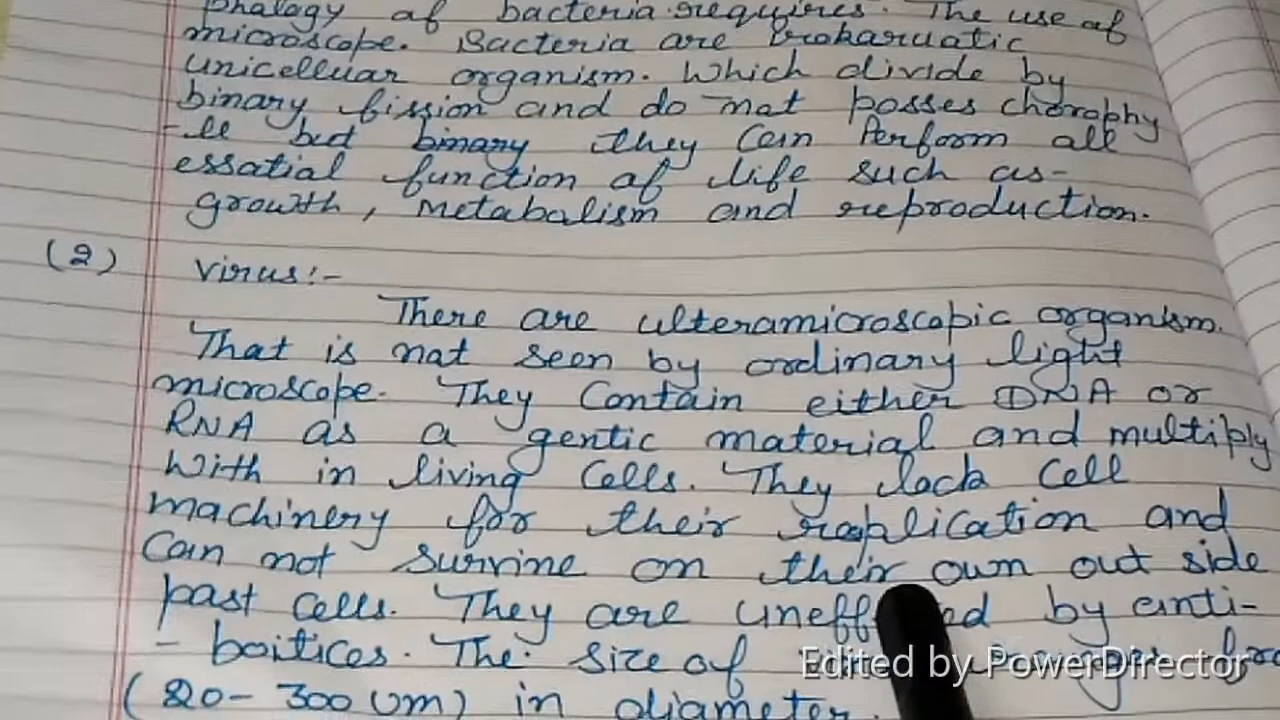 phalogy of bacteria requires. The use of
microscope. Bacteria are Prokaruatic
unicelluar organism. Which divide by
binary fission and do not posses chorophy
-ll but binary they can Perform all
essatial function of life such as-
growth, Metabalism and reproduction.
(2) Virus:-
There are ulteramicroscopic organism.
That is not seen by ordinary light
microscope. They Contain either DNA or
RNA as a gentic material and multiply
With in living Cells. They lack Cell
machinery for their raplication and
Can not Survine on their own out side
past Cells. They are by anti-
- boitices. The size of
(20-300 um) in diameter.
Edited by PowerDirector